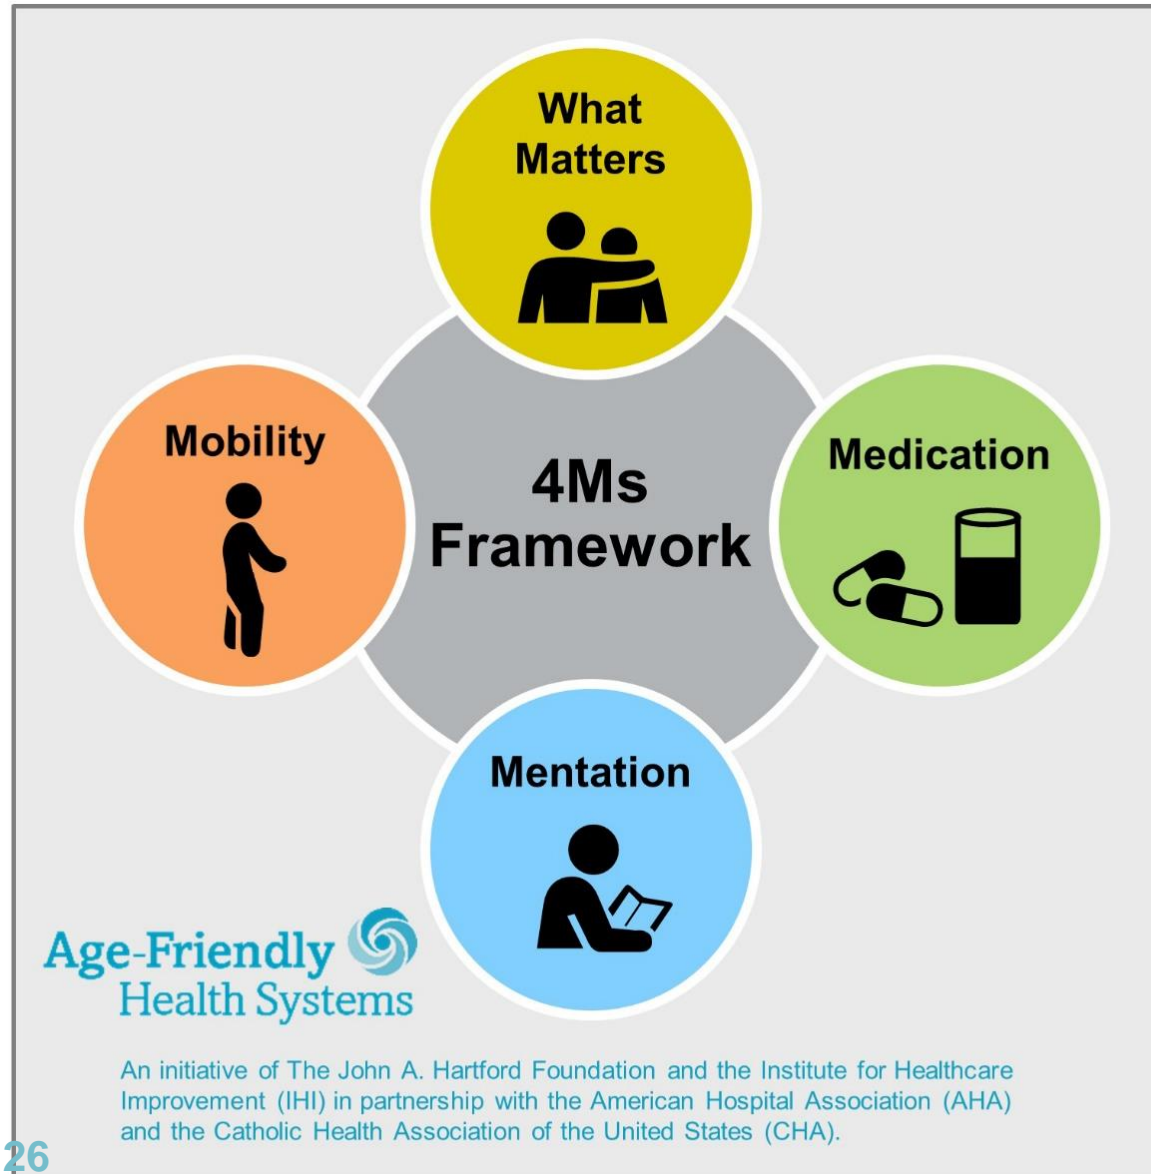 What
Matters
Mobility
Medication
4Ms
Framework
Mentation
Age-Friendly
Health Systems
An initiative of The John A. Hartford Foundation and the Institute for Healthcare
Improvement (IHI) in partnership with the American Hospital Association (AHA)
and the Catholic Health Association of the United States (CHA).
26